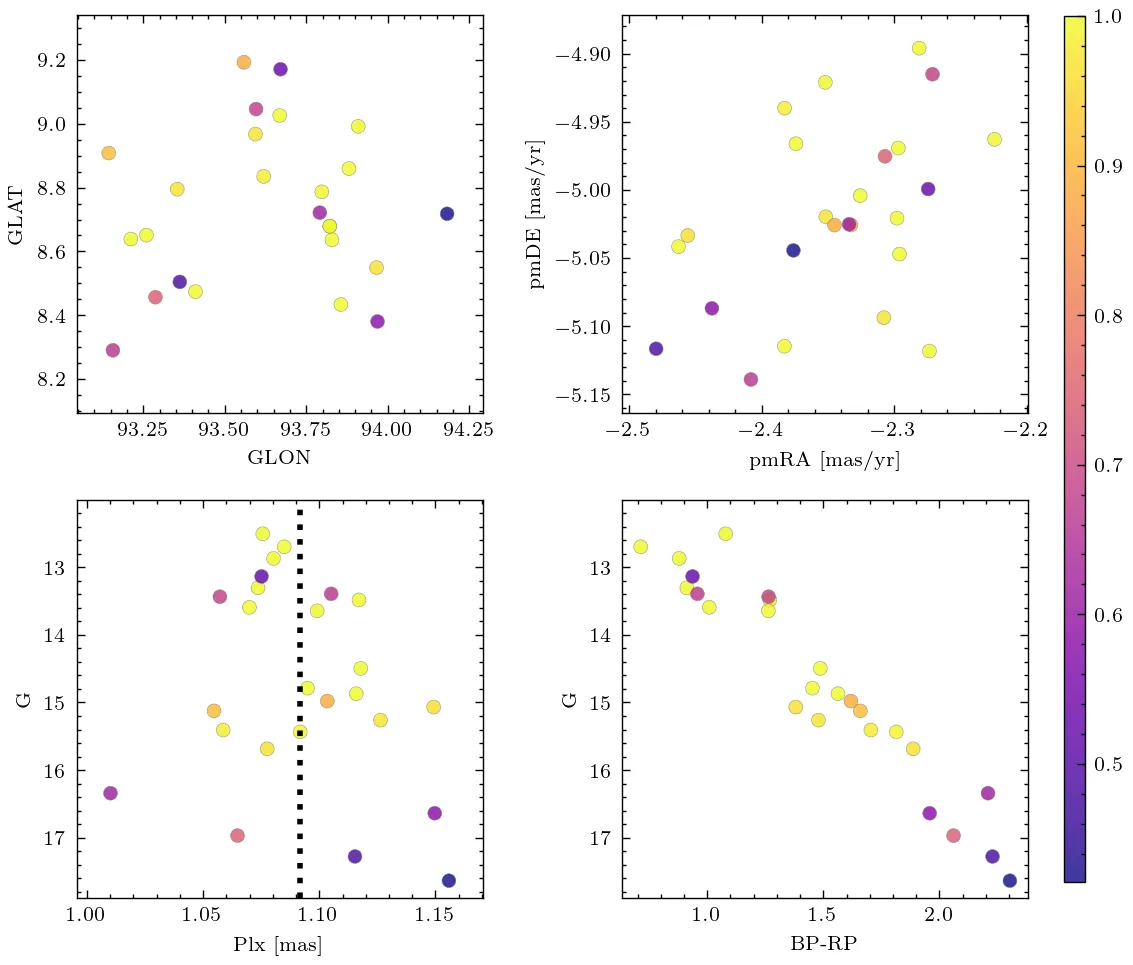 9.2
9.0
8.8
8.6
8.4
8.2
GLAT
93.25 93.50 93.75 94.00 94.25
GLON
−4.90
−4.95
−5.00
−5.05
−5.10
−5.15
pmDE [mas/yr]
−2.5 −2.4 −2.3 −2.2
pmRA [mas/yr]
13
14
15
16
17
G
1.00 1.05 1.10 1.15
Plx [mas]
13
14
15
16
17
G
1.0 1.5 2.0
BP-RP
1.0
0.9
0.8
0.7
0.6
0.5